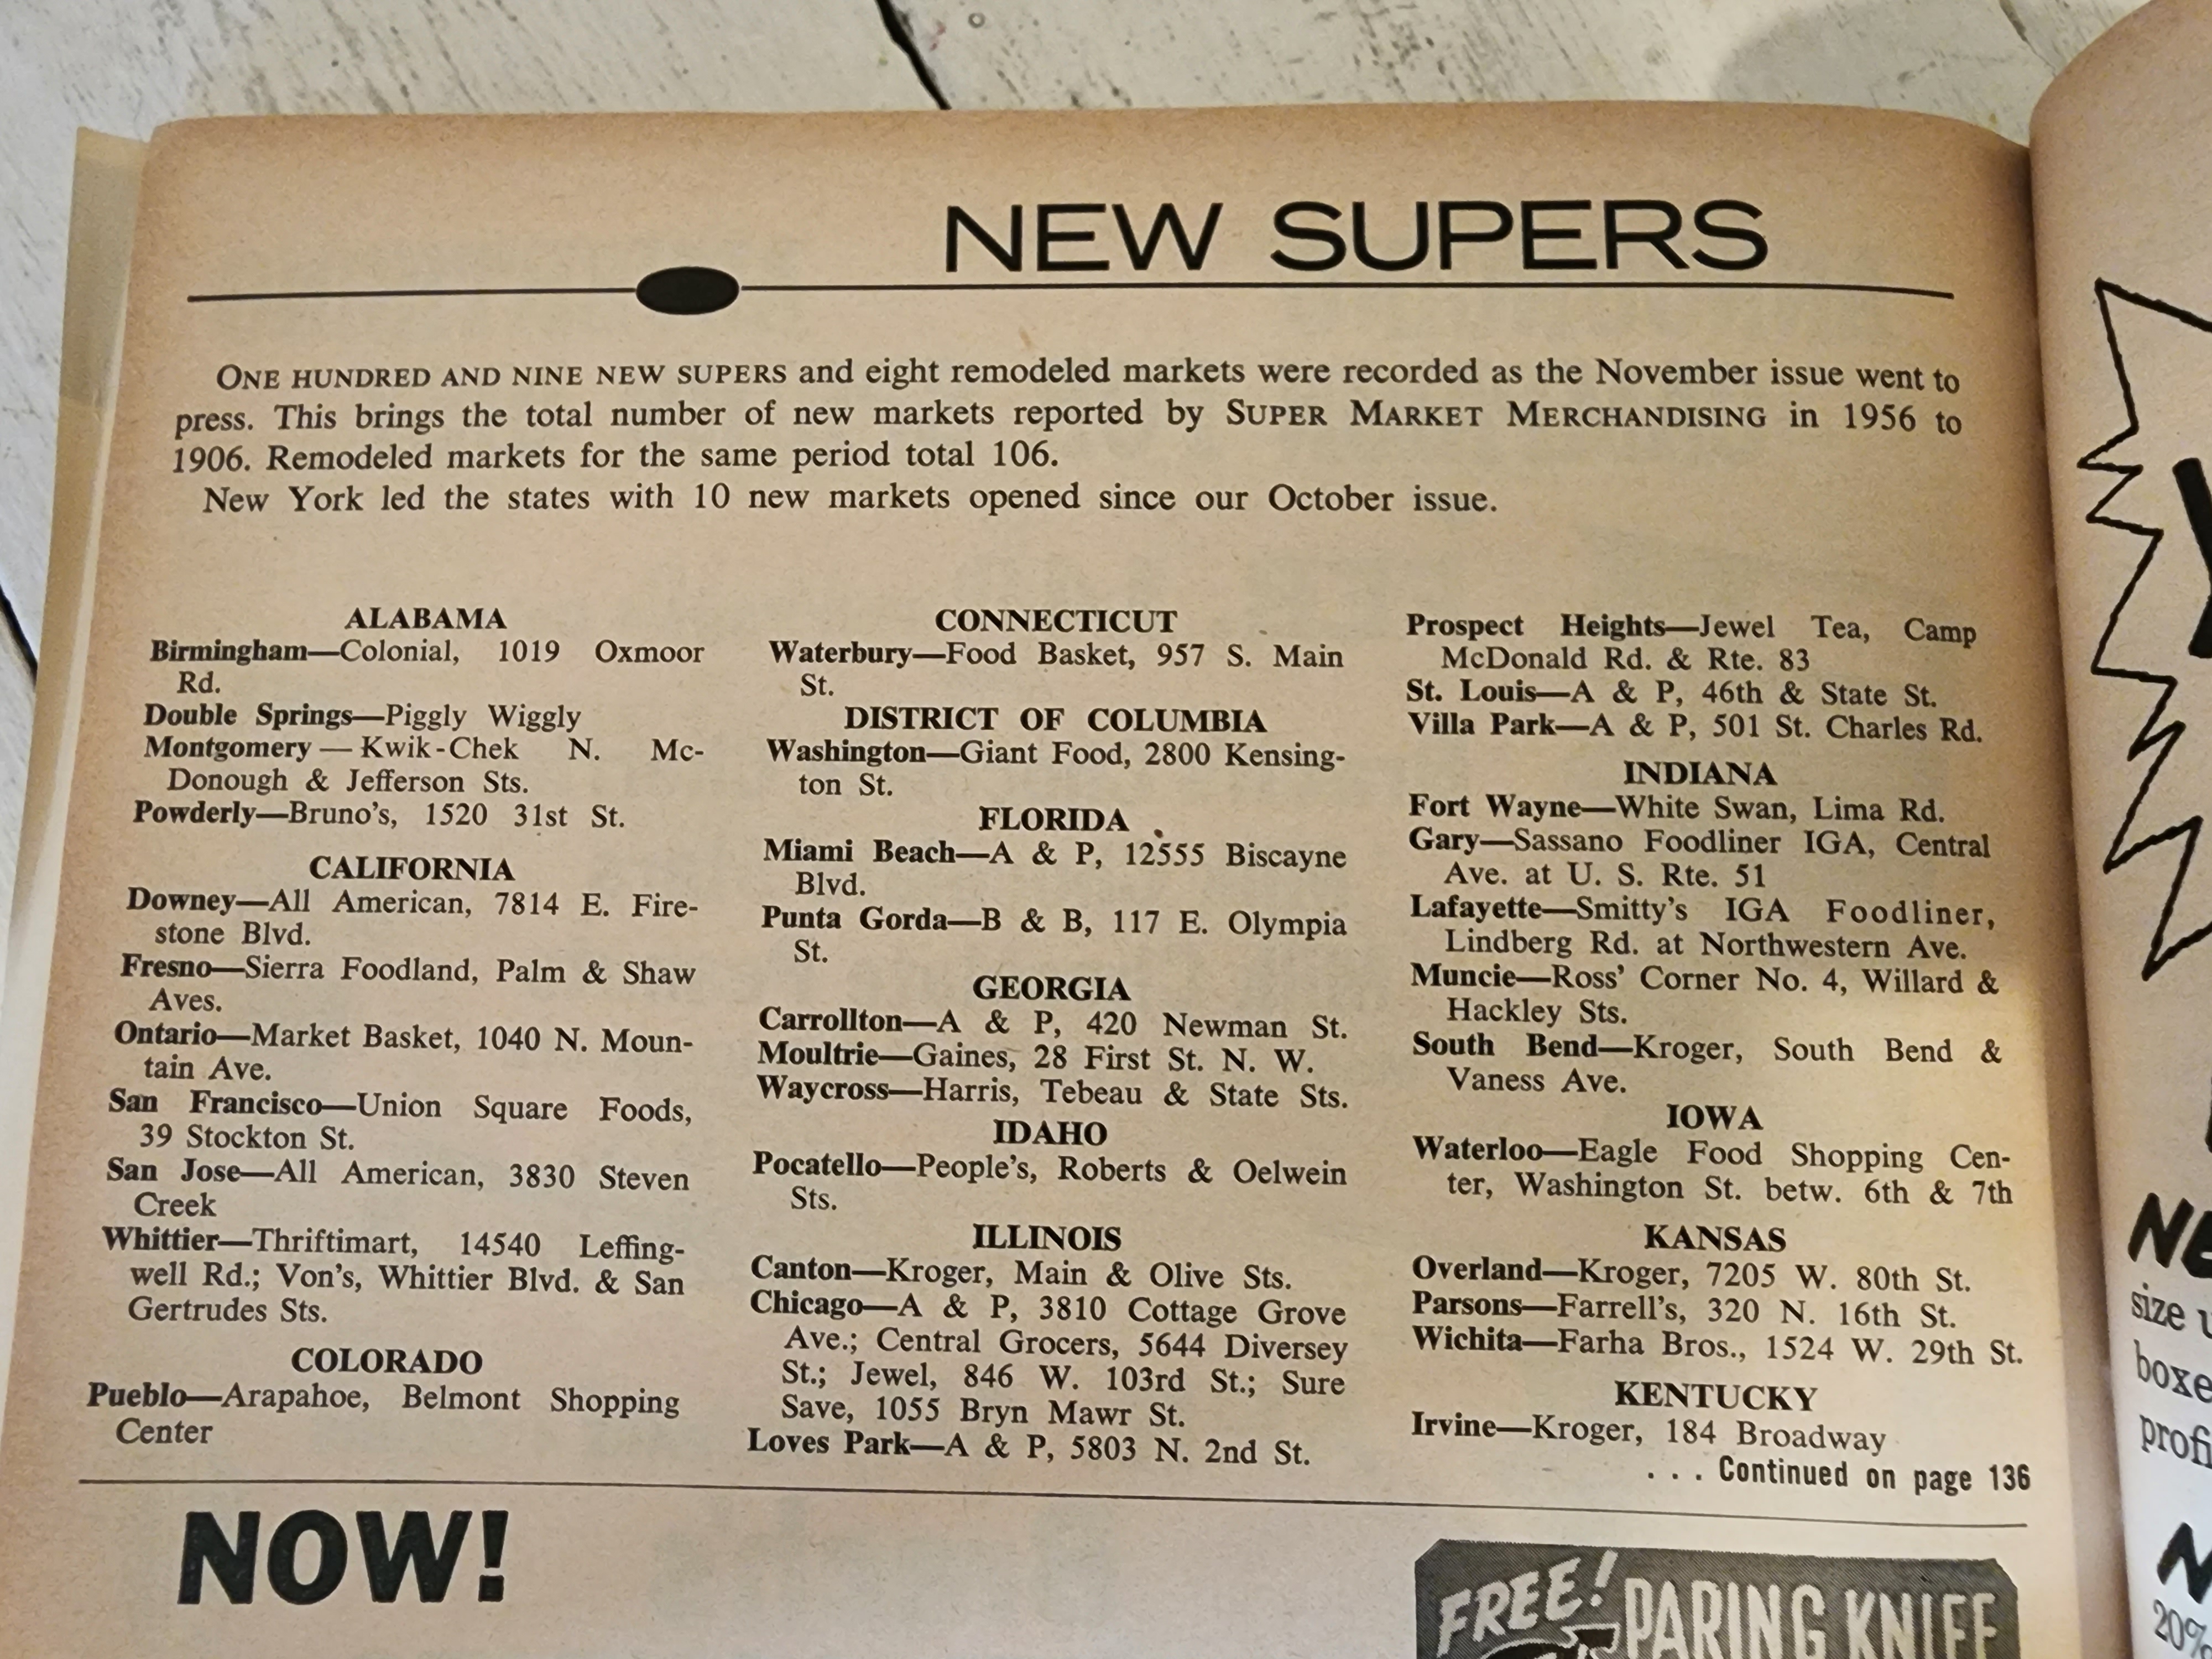 NEW SUPERS
ONE HUNDRED AND NINE NEW SUPERS and eight remodeled markets were recorded as the November issue went to
press. This brings the total number of new markets reported by SUPER MARKET MERCHANDISING in 1956 to
1906. Remodeled markets for the same period total 106.
New York led the states with 10 new markets opened since our October issue.
ALABAMA
Birmingham—Colonial, 1019 Oxmoor
Rd.
Double Springs—Piggly Wiggly
Montgomery — Kwik-Chek N. Mc-
Donough & Jefferson Sts.
Powderly—Bruno's, 1520 31st St.
CALIFORNIA
Downey—All American, 7814 E. Fire-
stone Blvd.
Fresno—Sierra Foodland, Palm & Shaw
Aves.
Ontario—Market Basket, 1040 N. Moun-
tain Ave.
San Francisco—Union Square Foods,
39 Stockton St.
San Jose—All American, 3830 Steven
Creek
Whittier—Thriftimart, 14540 Leffing-
well Rd.; Von's, Whittier Blvd. & San
Gertrudes Sts.
COLORADO
Pueblo—Arapahoe, Belmont Shopping
Center
CONNECTICUT
Waterbury—Food Basket, 957 S. Main
St.
DISTRICT OF COLUMBIA
Washington—Giant Food, 2800 Kensing-
ton St.
FLORIDA
Miami Beach—A & P, 12555 Biscayne
Blvd.
Punta Gorda—B & B, 117 E. Olympia
St.
GEORGIA
Carrollton—A & P, 420 Newman St.
Moultrie—Gaines, 28 First St. N. W.
Waycross—Harris, Tebeau & State Sts.
IDAHO
Pocatello—People's, Roberts & Oelwein
Sts.
ILLINOIS
Canton—Kroger, Main & Olive Sts.
Chicago—A & P, 3810 Cottage Grove
Ave.; Central Grocers, 5644 Diversey
St.; Jewel, 846 W. 103rd St.; Sure
Save, 1055 Bryn Mawr St.
Loves Park—A & P, 5803 N. 2nd St.
Prospect Heights—Jewel Tea, Camp
McDonald Rd. & Rte. 83
St. Louis—A & P, 46th & State St.
Villa Park—A & P, 501 St. Charles Rd.
INDIANA
Fort Wayne—White Swan, Lima Rd.
Gary—Sassano Foodliner IGA, Central
Ave. at U. S. Rte. 51
Lafayette—Smitty's IGA Foodliner,
Lindberg Rd. at Northwestern Ave.
Muncie—Ross' Corner No. 4, Willard &
Hackley Sts.
South Bend—Kroger, South Bend &
Vaness Ave.
IOWA
Waterloo—Eagle Food Shopping Cen-
ter, Washington St. betw. 6th & 7th
KANSAS
Overland—Kroger, 7205 W. 80th St.
Parsons—Farrell's, 320 N. 16th St.
Wichita—Farha Bros., 1524 W. 29th St.
KENTUCKY
Irvine—Kroger, 184 Broadway
. . . Continued on page 136
NOW!
FREE! PARING KNIFE
size
20%